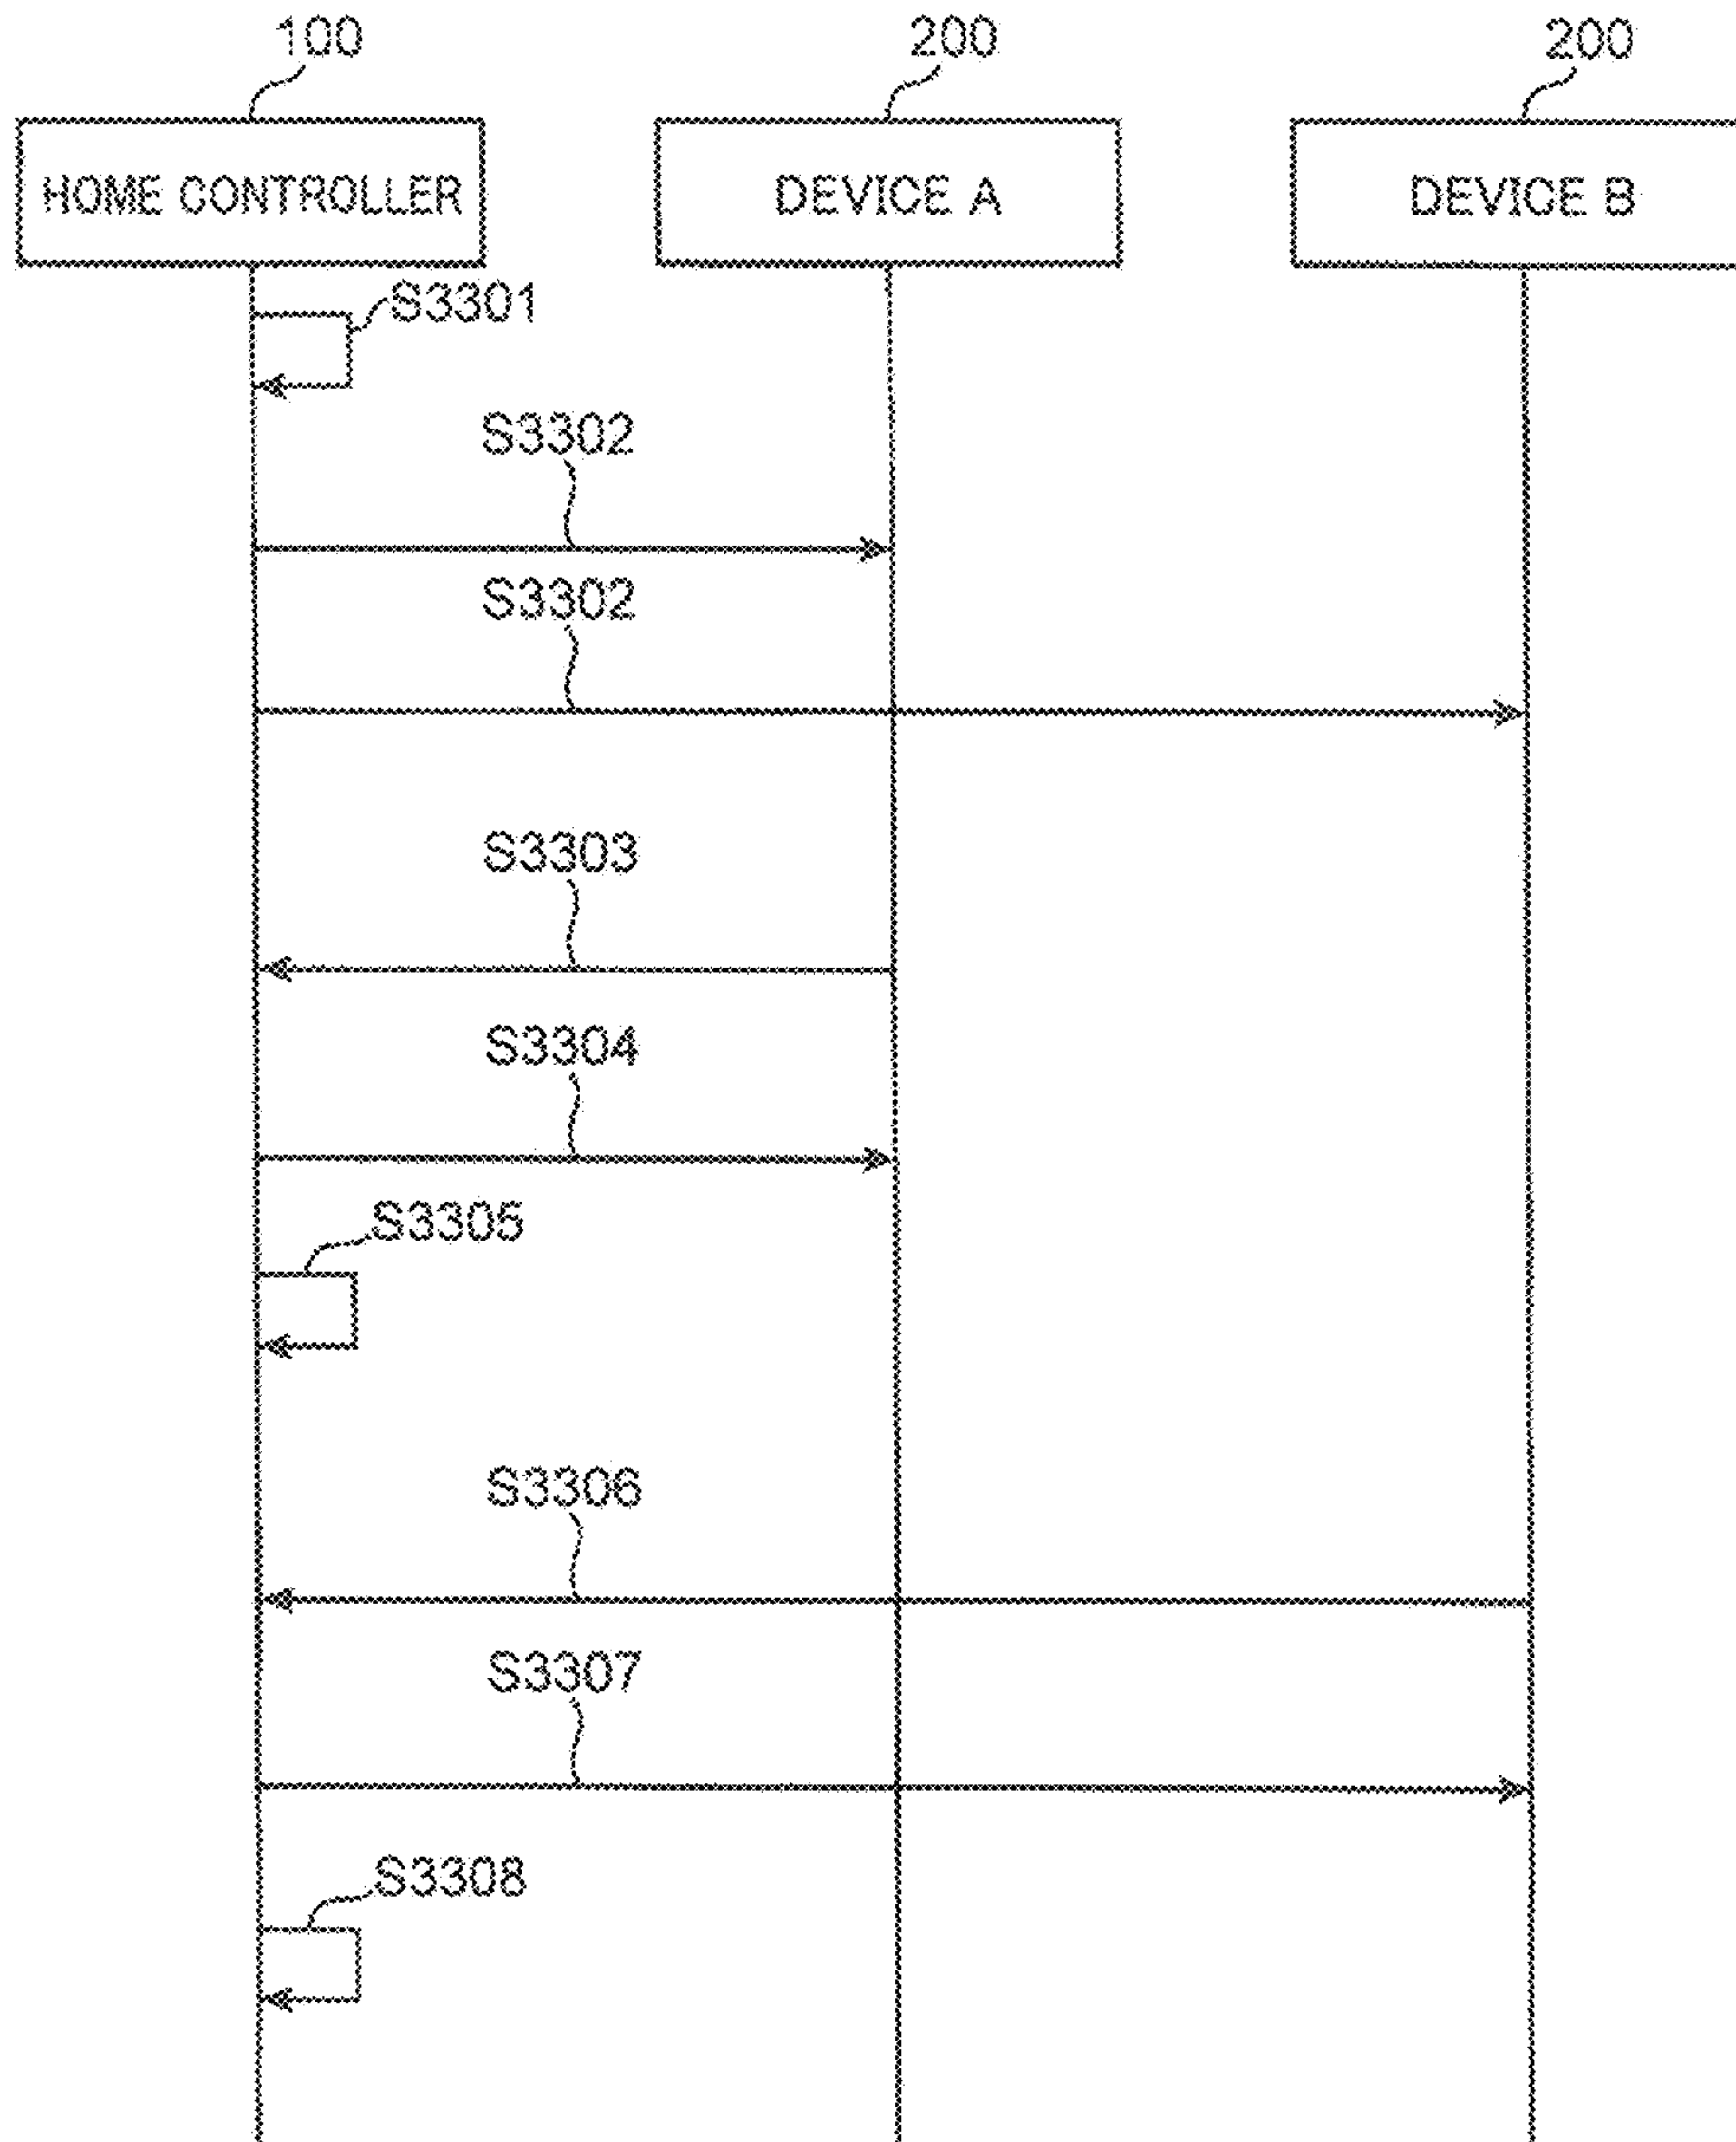 100
200
200
HOME CONTROLLER
DEVICE A
DEVICE B
S3301
S3302
S3302
S3303
S3304
S3305
S3306
S3307
S3308